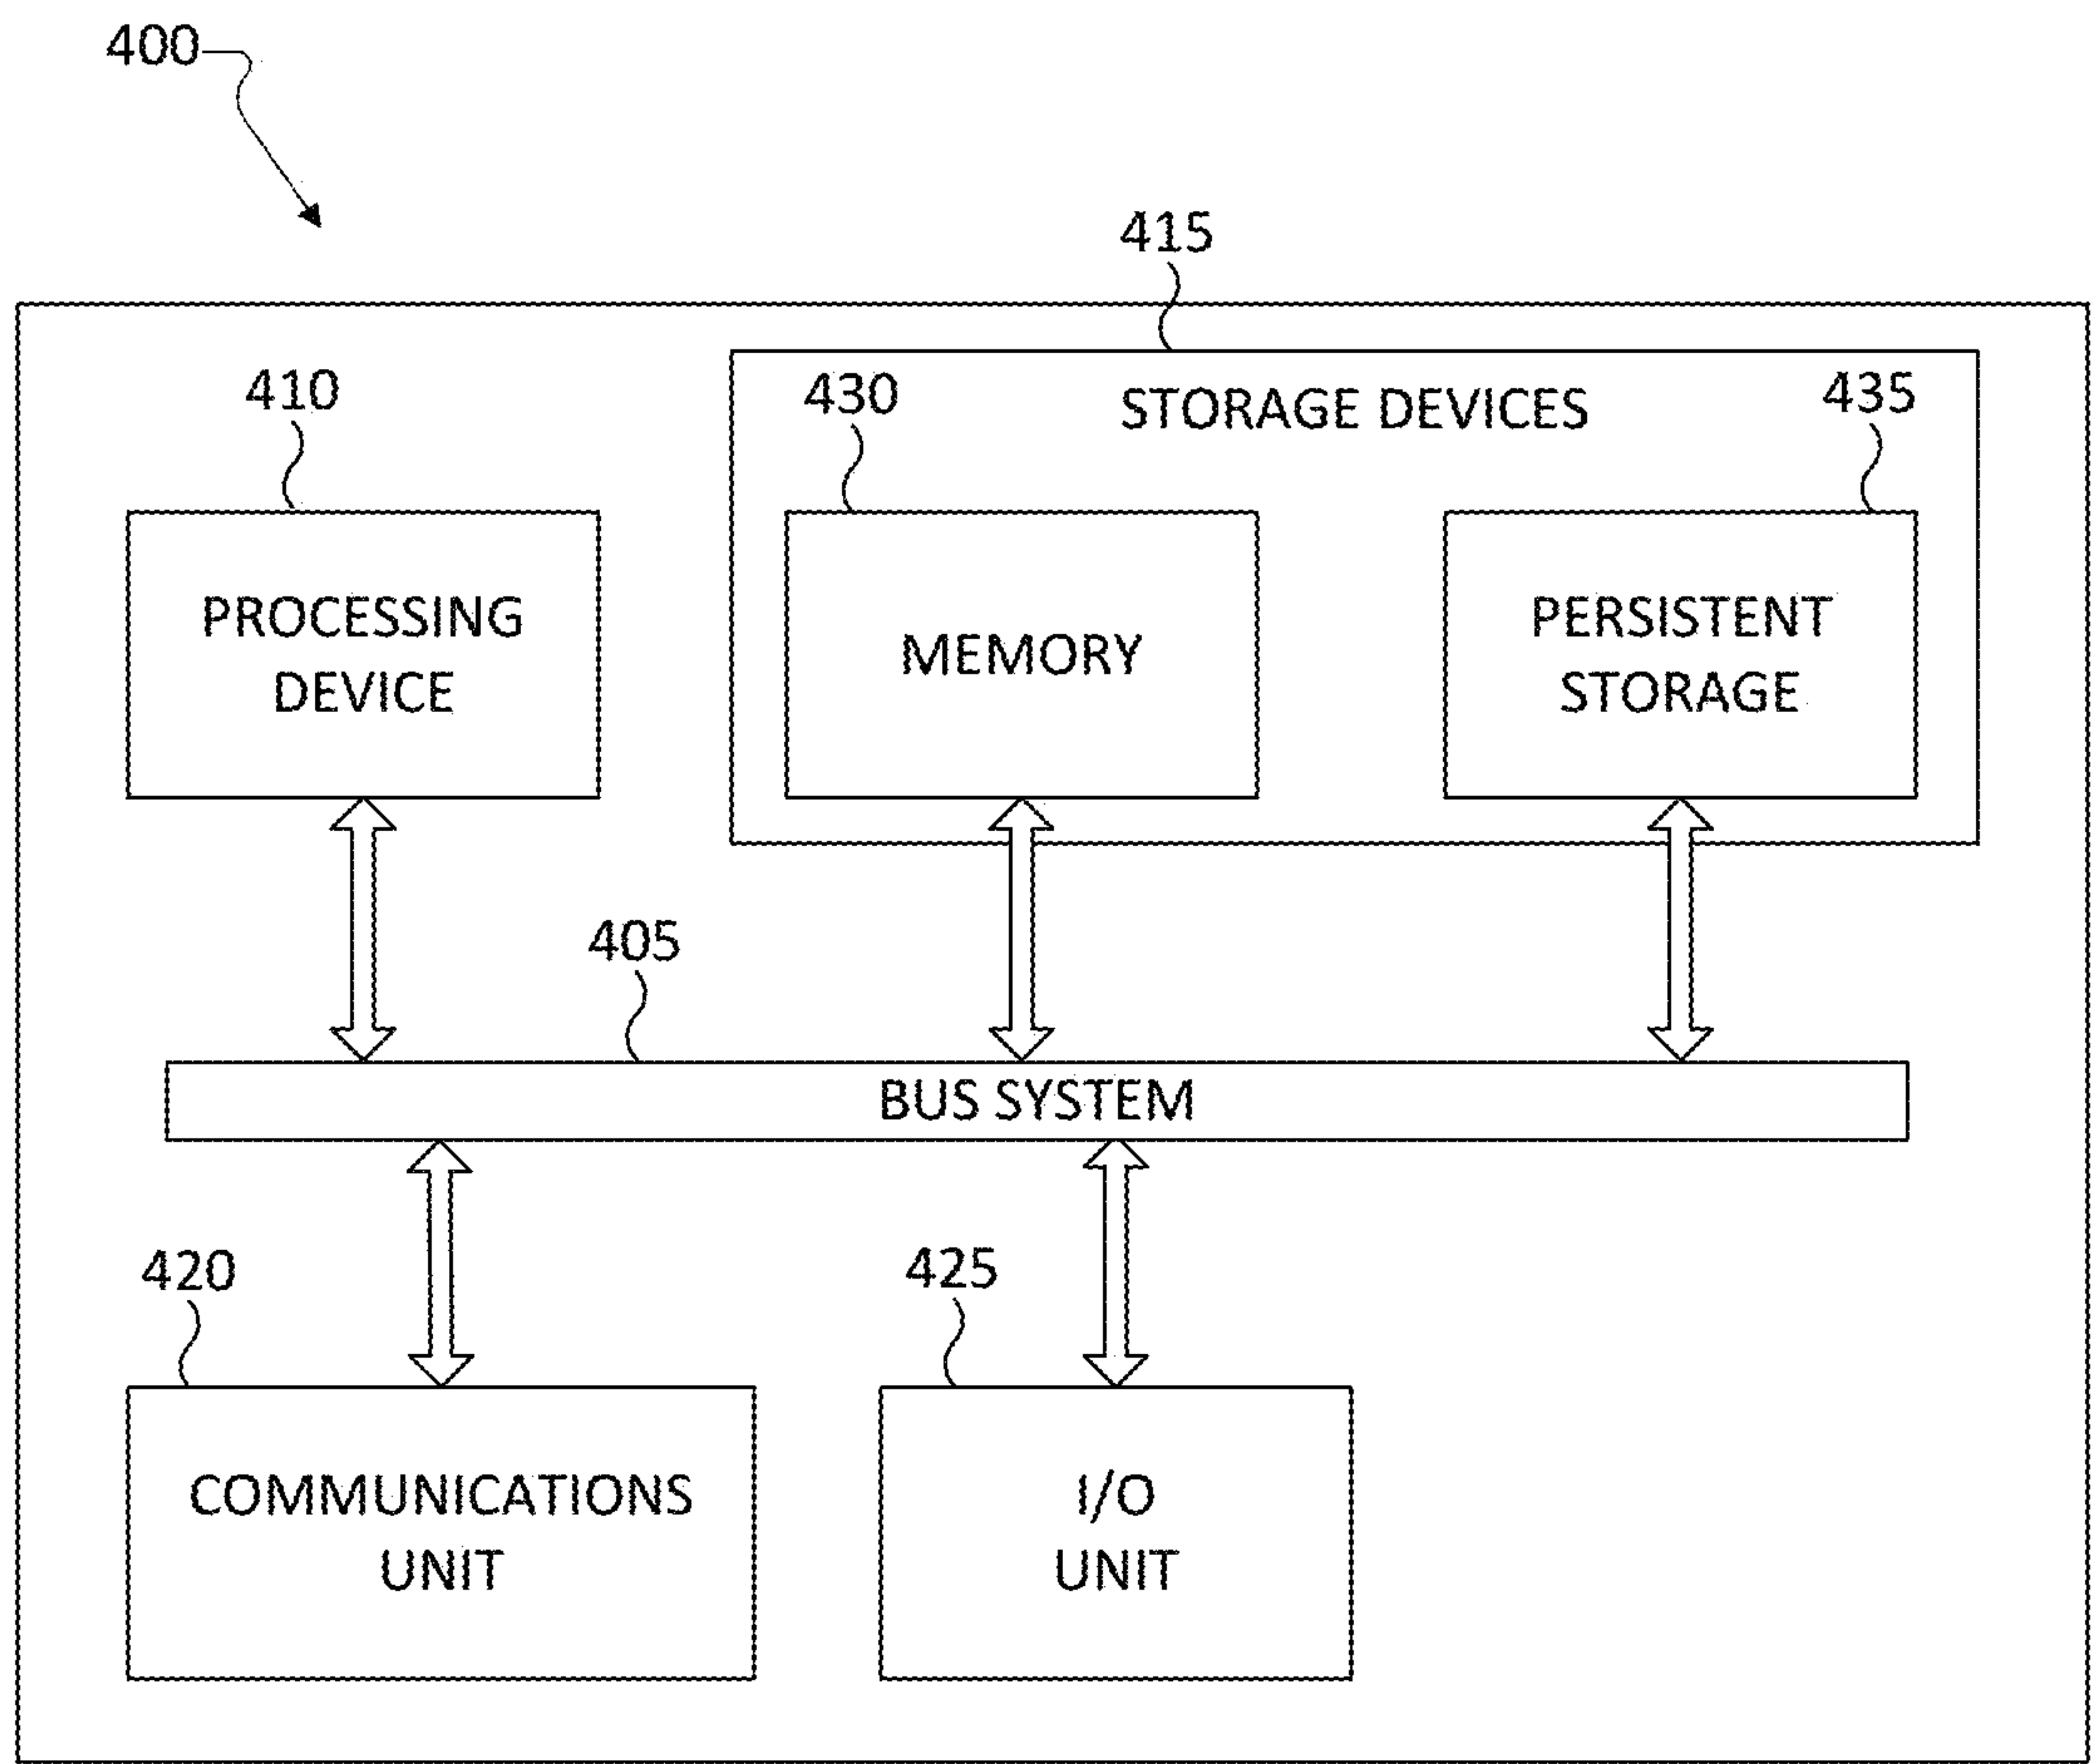 400
415
410
430
STORAGE DEVICES
435
PROCESSING
DEVICE
MEMORY
PERSISTENT
STORAGE
405
BUS SYSTEM
420
425
COMMUNICATIONS
UNIT
I/O
UNIT